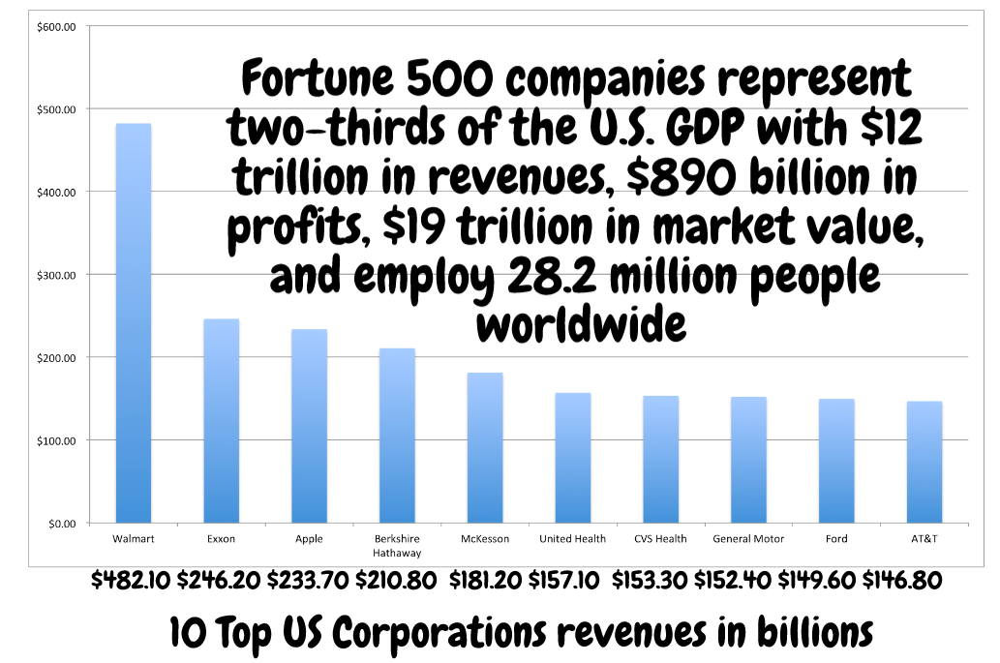 $600.00
Fortune 500 companies represent
$500.00
two-thirds of the U.S. GDP with $12
trillion in revenues, $890 billion in
$400.00
profits, $19 trillion in market value,
$300.00
and employ 28.2 million people
worldwide
$200.00
$100.00
$0.00
Walmart Exxon Apple Berkshire McKesson United Health CVS Health General Motor Ford AT&T
Hathaway
$482.10 $246.20 $233.70 $210.80 $181.20 $157.10 $153.30 $152.40 $149.60 $146.80
10 Top US Corporations revenues in billions